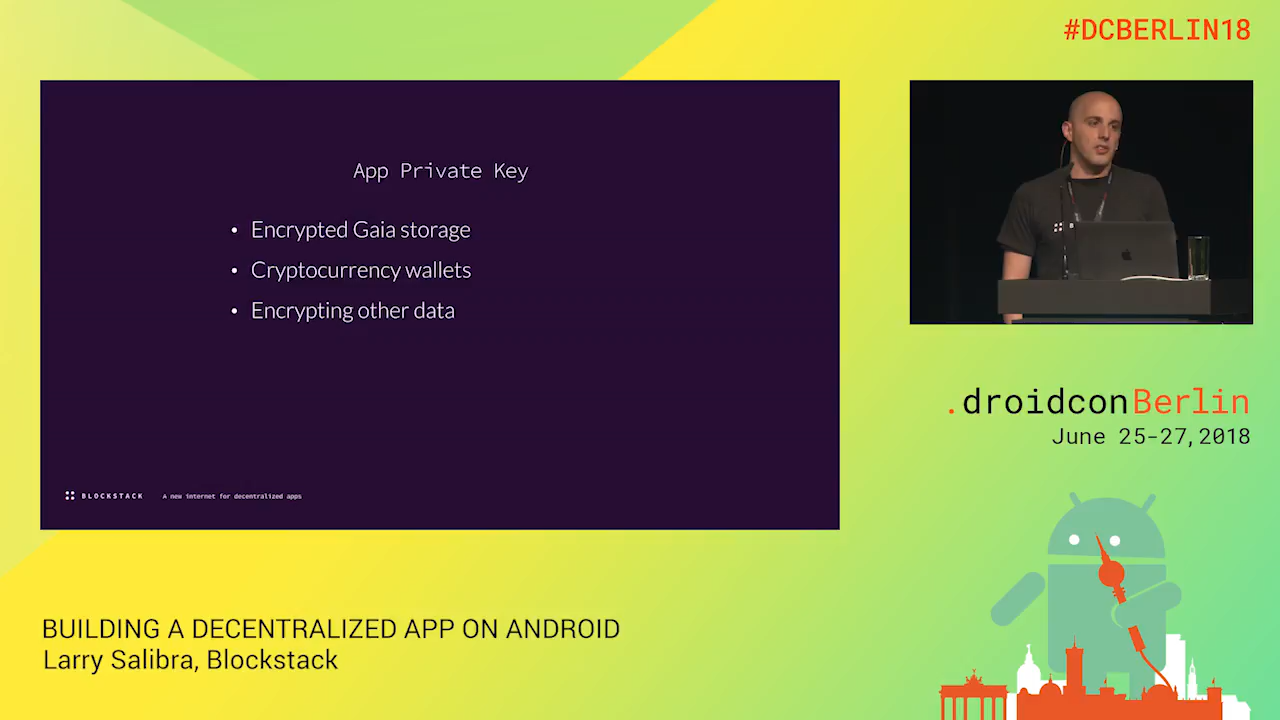 #DCBERLIN18
App Private Key
• Encrypted Gaia storage
• Cryptocurrency wallets
• Encrypting other data
BLOCKSTACK A new internet for decentralized apps
.droidconBerlin
June 25-27,2018
BUILDING A DECENTRALIZED APP ON ANDROID
Larry Salibra, Blockstack